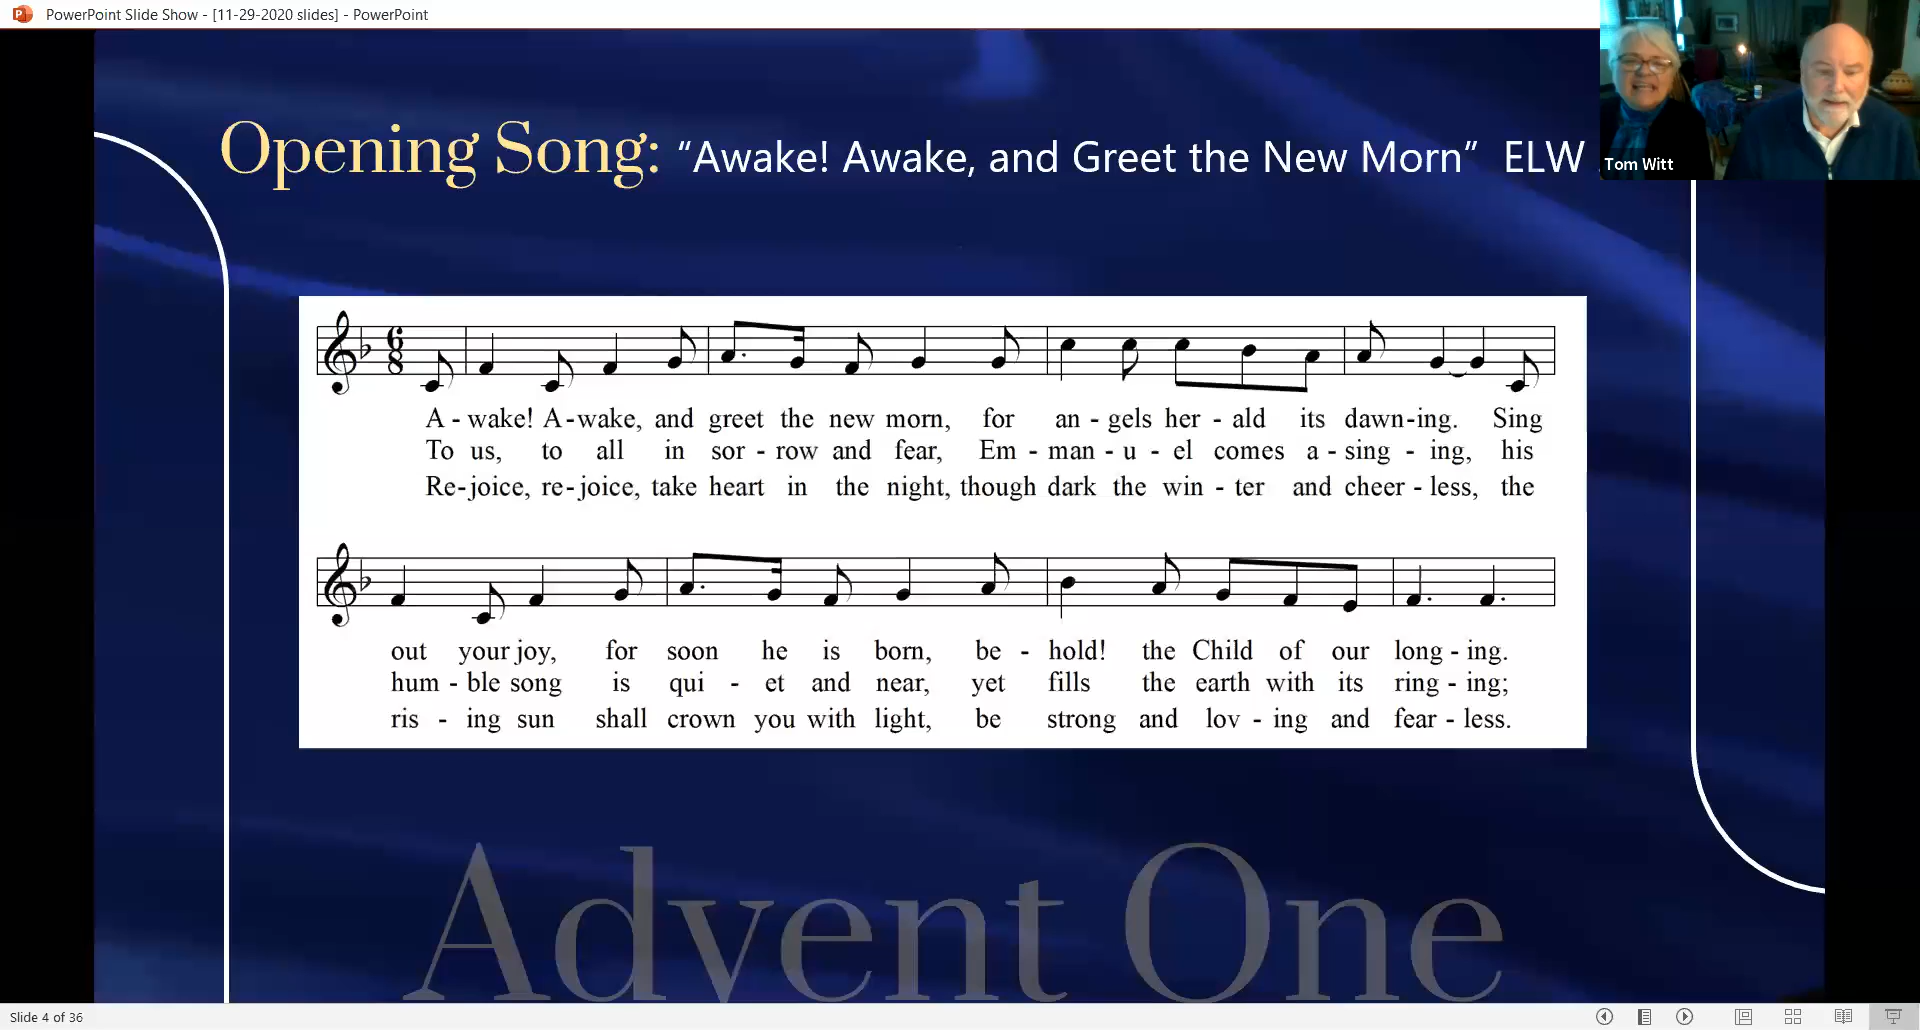 PowerPoint Slide Show - [11-29-2020 slides] - PowerPoint
Opening Song: “Awake! Awake, and Greet the New Morn” ELW
Tom Witt
6
8
A - wake! A - wake, and greet the new morn, for an - gels her - ald its dawn - ing. Sing
To us, to all in sor - row and fear, Em - man - u - el comes a - sing - ing, his
Re - joice, re - joice, take heart in the night, though dark the win - ter and cheer - less, the
out your joy, for soon he is born, be - hold! the Child of our long - ing.
hum - ble song is qui - et and near, yet fills the earth with its ring - ing;
ris - ing sun shall crown you with light, be strong and lov - ing and fear - less.
Advent One
Slide 4 of 36